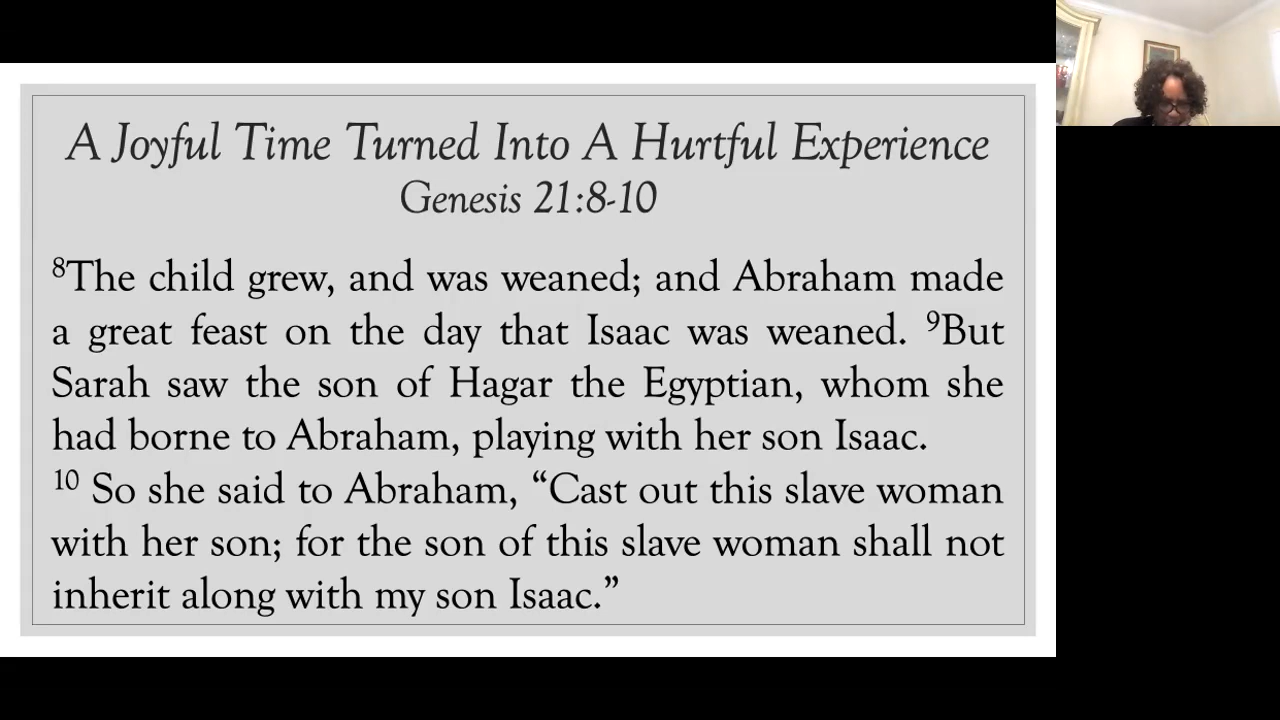 A Joyful Time Turned Into A Hurtful Experience
Genesis 21:8-10
⁸The child grew, and was weaned; and Abraham made
a great feast on the day that Isaac was weaned. ⁹But
Sarah saw the son of Hagar the Egyptian, whom she
had borne to Abraham, playing with her son Isaac.
¹⁰ So she said to Abraham, “Cast out this slave woman
with her son; for the son of this slave woman shall not
inherit along with my son Isaac.”